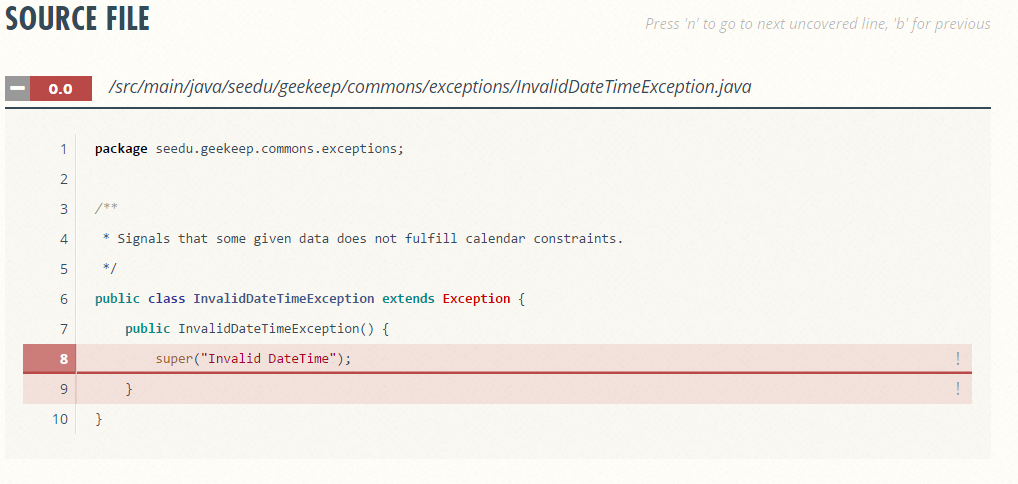 SOURCE FILE
Press 'n' to go to next uncovered line, 'b' for previous
0.0 /src/main/java/seedu/geekeep/commons/exceptions/InvalidDateTimeException.java
1 package seedu.geekeep.commons.exceptions;
2
3 /**
4 * Signals that some given data does not fulfill calendar constraints.
5 */
6 public class InvalidDateTimeException extends Exception {
7 public InvalidDateTimeException() {
8 super("Invalid DateTime"); !
9 } !
10 }